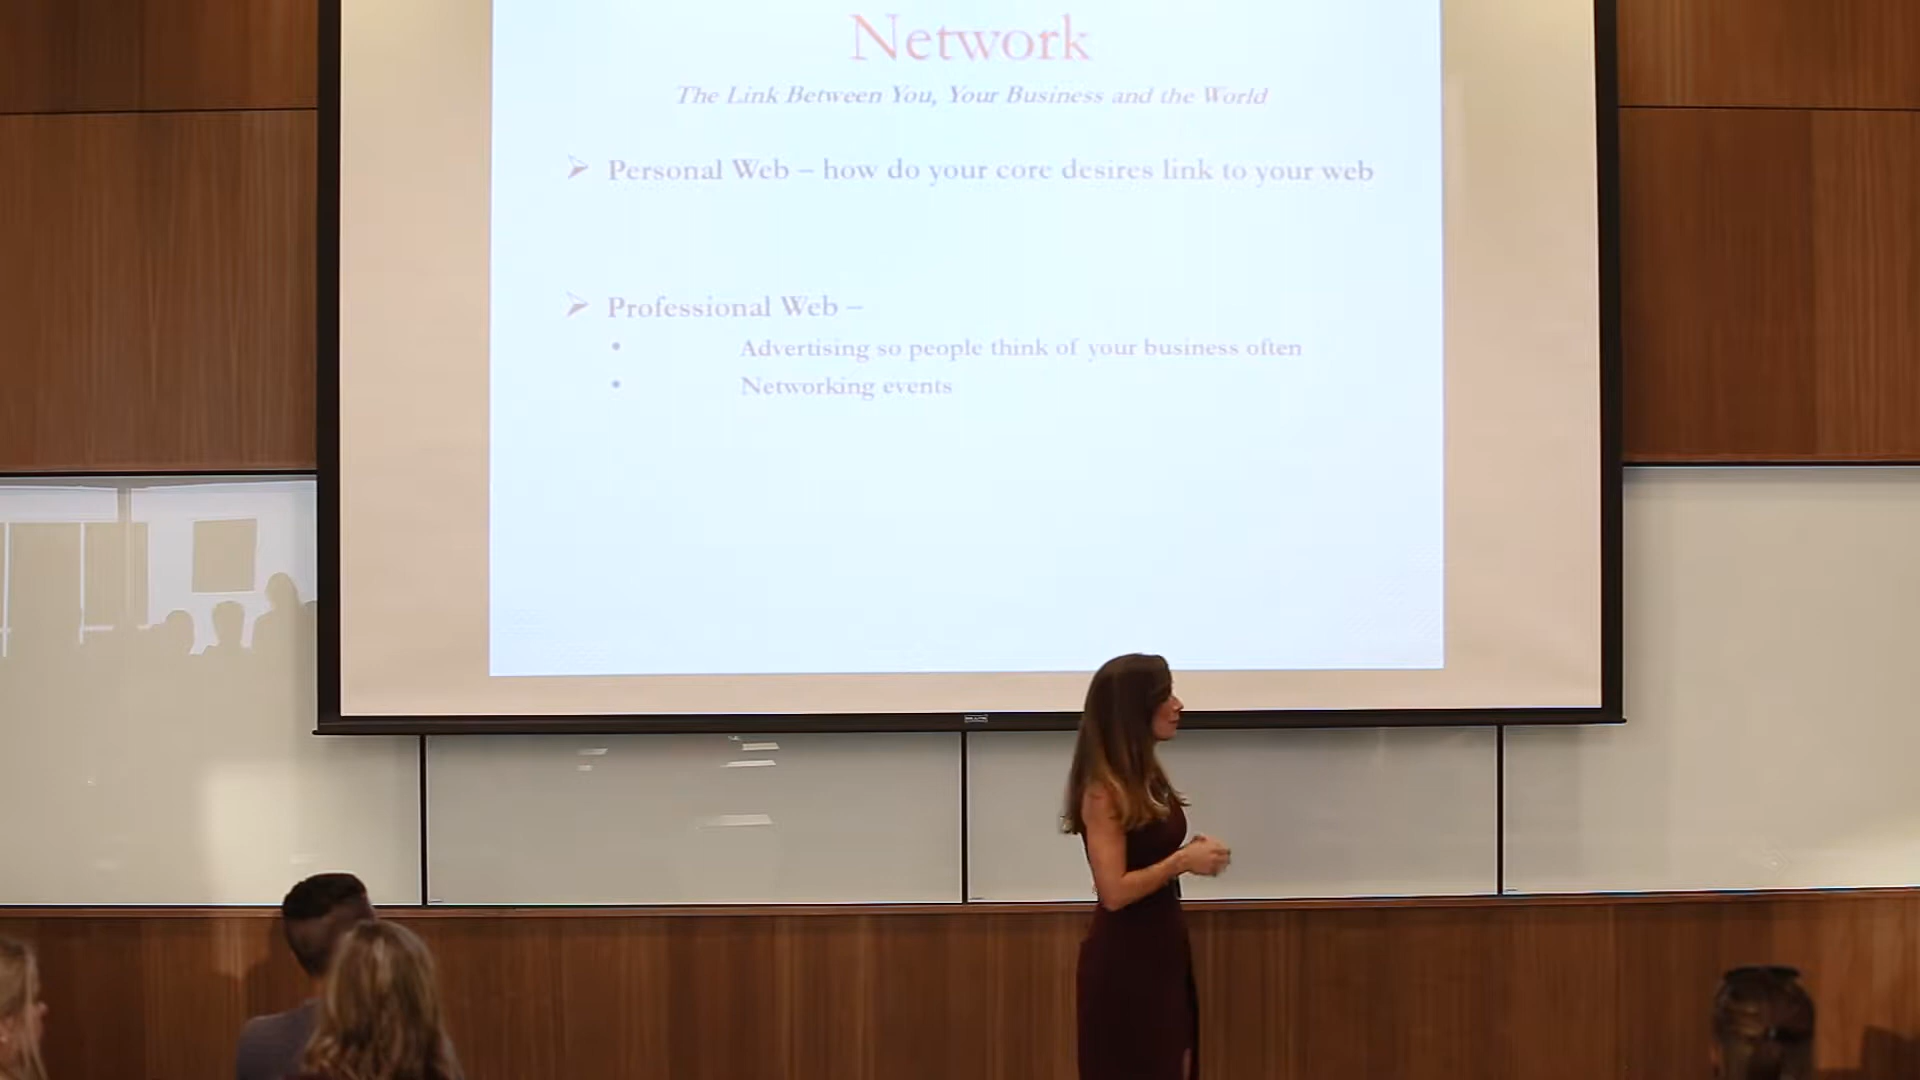 Network
The Link Between You, Your Business and the World
➢ Personal Web – how do your core desires link to your web
➢ Professional Web –
• Advertising so people think of your business often
• Networking events